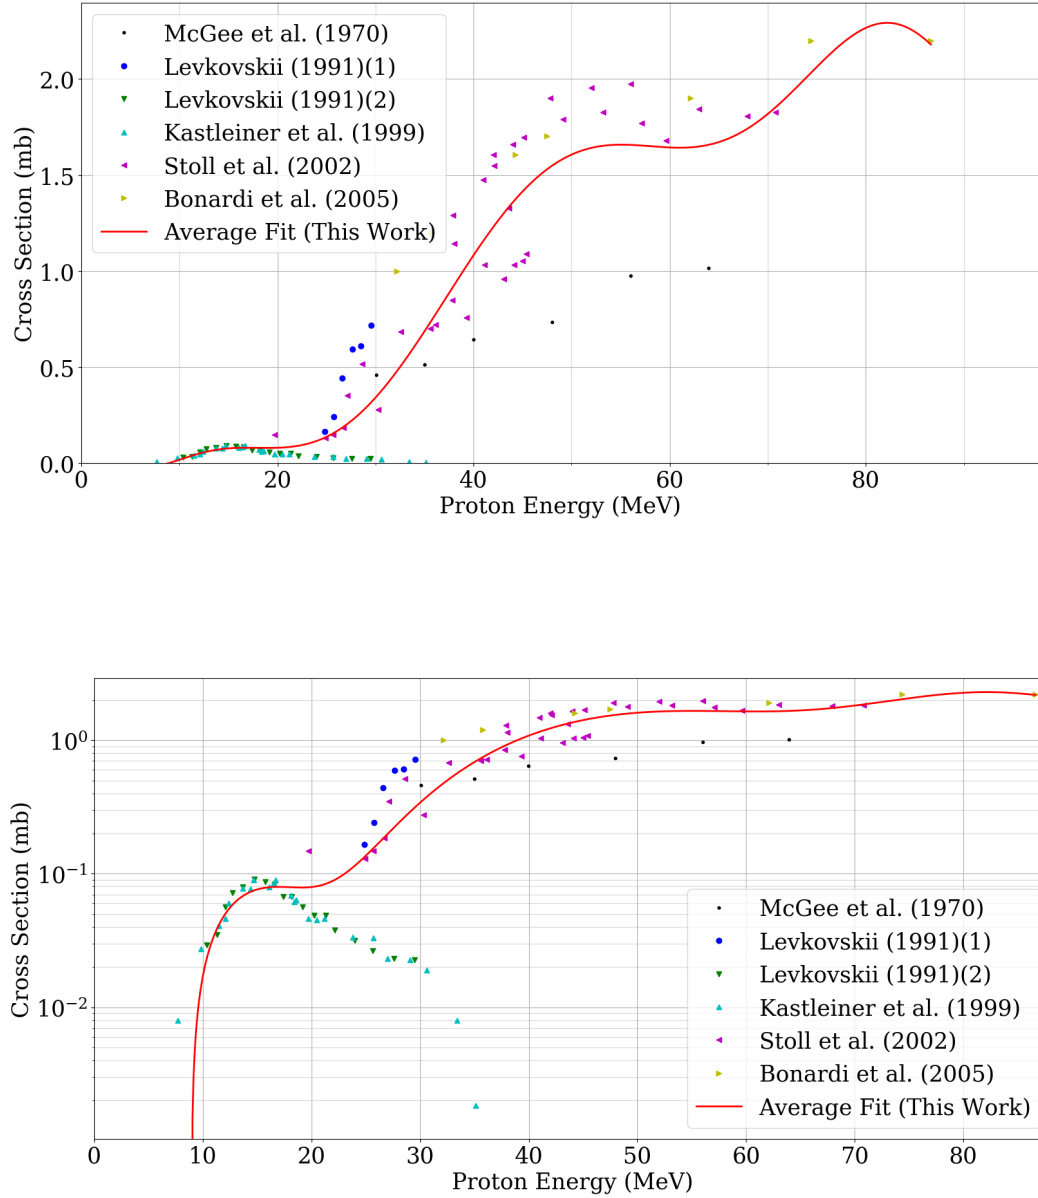 McGee et al. (1970)
Levkovskii (1991)(1)
Levkovskii (1991)(2)
Kastleiner et al. (1999)
Stoll et al. (2002)
Bonardi et al. (2005)
Average Fit (This Work)
Cross Section (mb)
2.0
1.5
1.0
0.5
0.0
0 20 40 60 80
Proton Energy (MeV)
Cross Section (mb)
10⁰
10⁻¹
10⁻²
McGee et al. (1970)
Levkovskii (1991)(1)
Levkovskii (1991)(2)
Kastleiner et al. (1999)
Stoll et al. (2002)
Bonardi et al. (2005)
Average Fit (This Work)
0 10 20 30 40 50 60 70 80
Proton Energy (MeV)